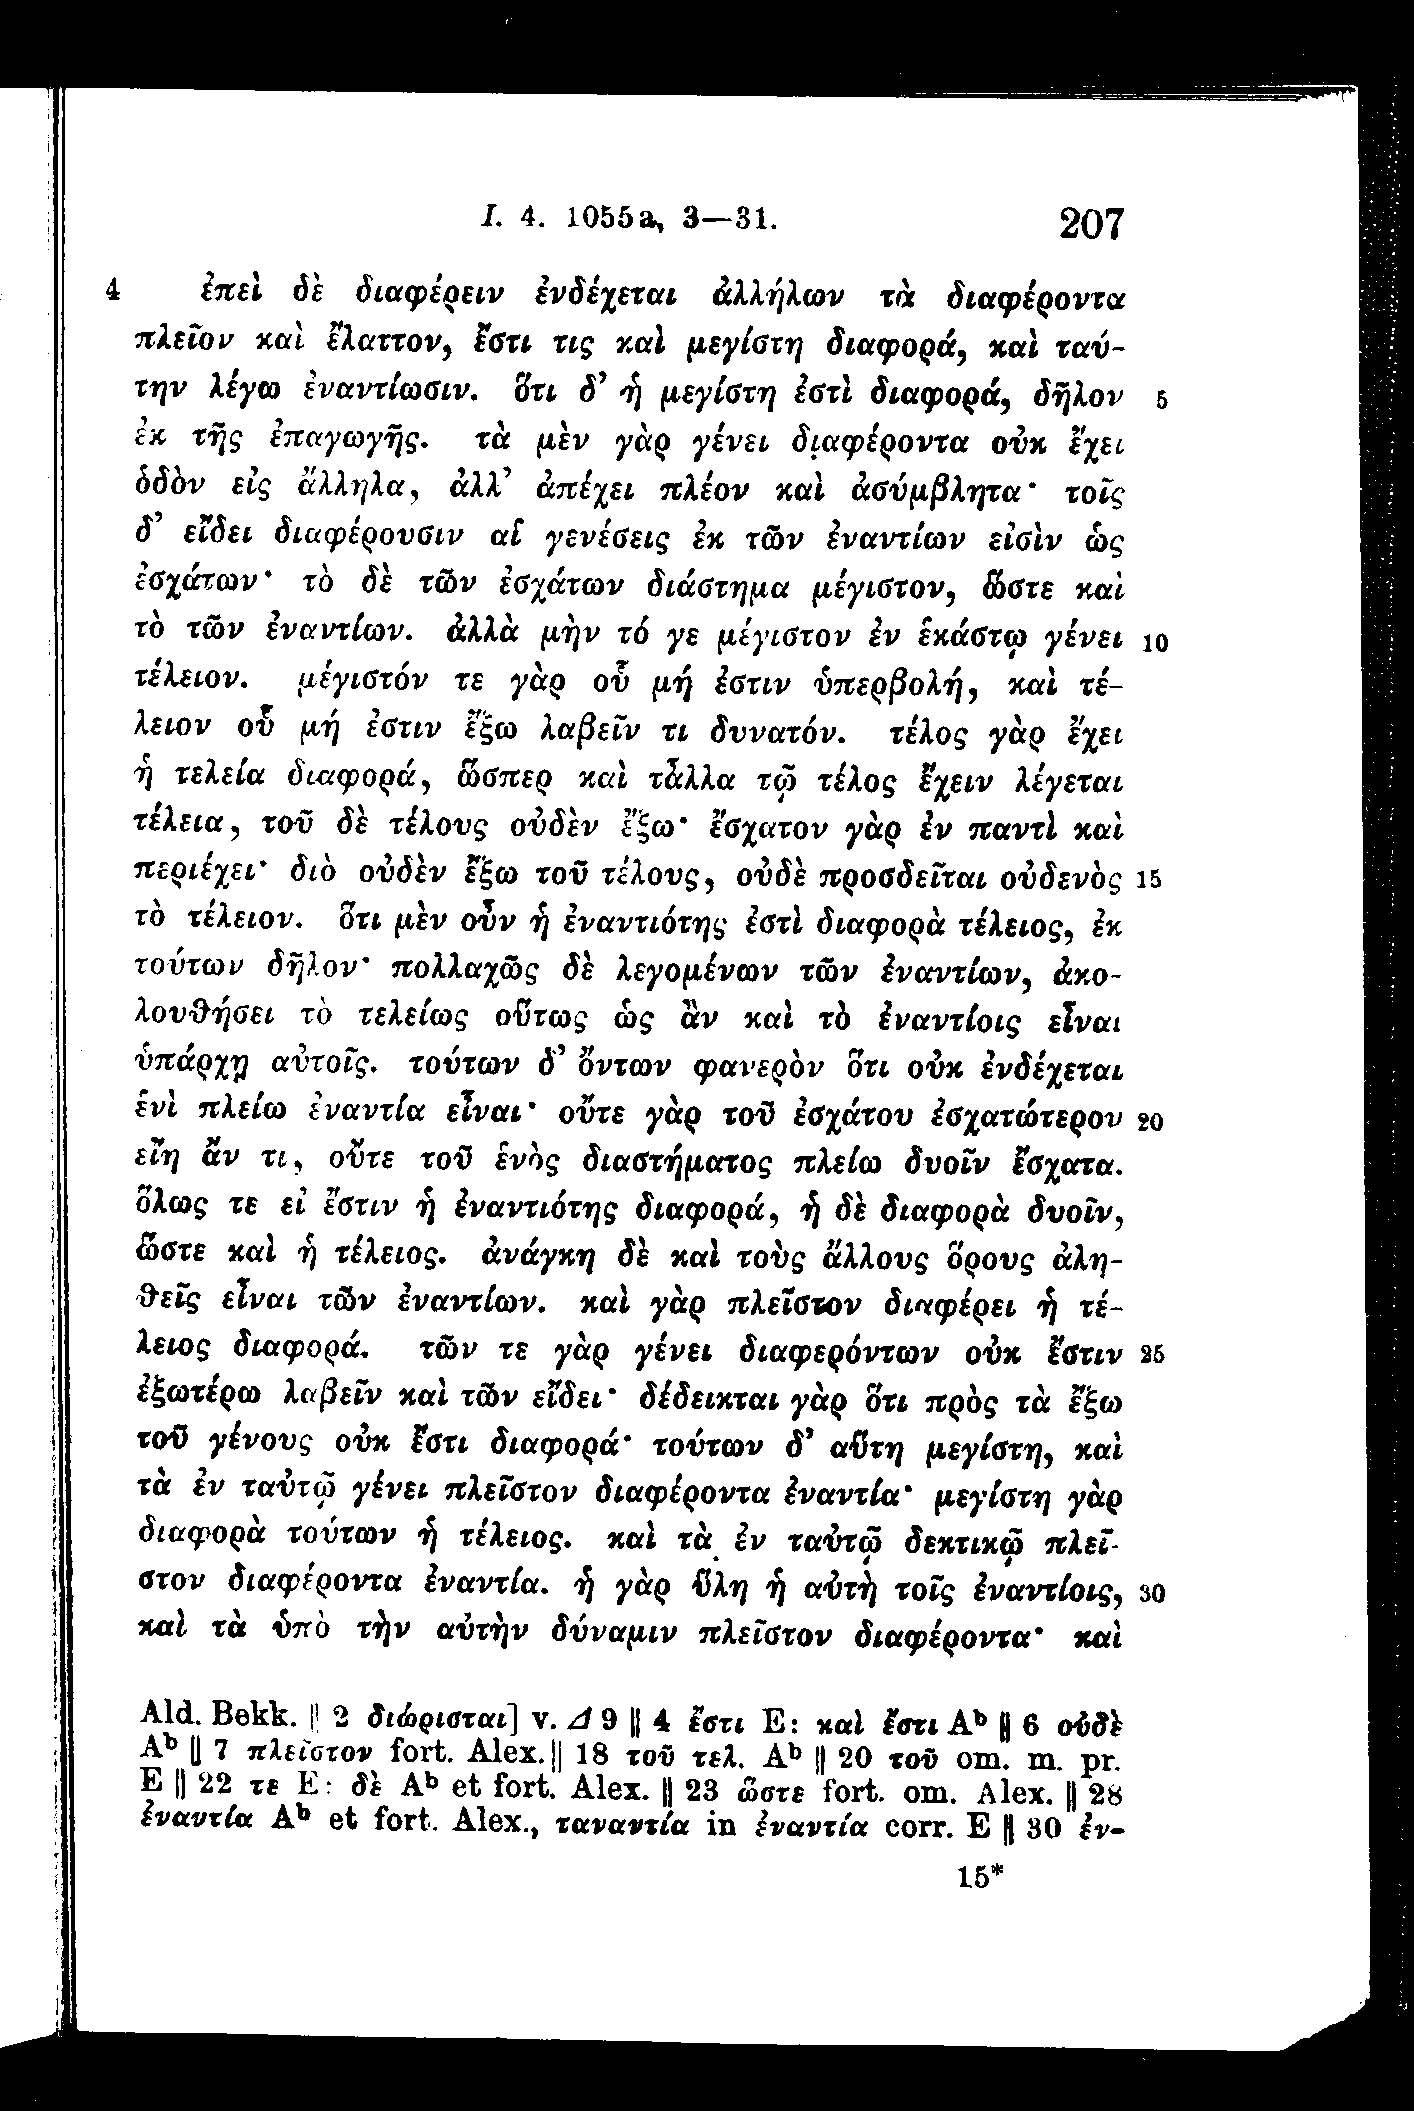 I. 4. 1055a, 3—31. 207
4 ἐπεὶ δὲ διαφέρειν ἐνδέχεται ἀλλήλων τὰ διαφέροντα
πλεῖον καὶ ἔλαττον, ἔστι τις καὶ μεγίστη διαφορά, καὶ ταύ-
την λέγω ἐναντίωσιν. ὅτι δ’ ἡ μεγίστη ἐστὶ διαφορά, δῆλον 5
ἐκ τῆς ἐπαγωγῆς. τὰ μὲν γὰρ γένει διαφέροντα οὐκ ἔχει
ὁδὸν εἰς ἄλληλα, ἀλλ’ ἀπέχει πλέον καὶ ἀσύμβλητα· τοῖς
δ’ εἴδει διαφέρουσιν αἱ γενέσεις ἐκ τῶν ἐναντίων εἰσὶν ὡς
ἐσχάτων· τὸ δὲ τῶν ἐσχάτων διάστημα μέγιστον, ὥστε καὶ
τὸ τῶν ἐναντίων. ἀλλὰ μὴν τό γε μέγιστον ἐν ἑκάστῳ γένει 10
τέλειον. μέγιστόν τε γὰρ οὗ μή ἐστιν ὑπερβολή, καὶ τέ-
λειον οὗ μή ἐστιν ἔξω λαβεῖν τι δυνατόν. τέλος γὰρ ἔχει
ἡ τελεία διαφορά, ὥσπερ καὶ τἆλλα τῷ τέλος ἔχειν λέγεται
τέλεια, τοῦ δὲ τέλους οὐδὲν ἔξω· ἔσχατον γὰρ ἐν παντὶ καὶ
περιέχει· διὸ οὐδὲν ἔξω τοῦ τέλους, οὐδὲ προσδεῖται οὐδενὸς 15
τὸ τέλειον. ὅτι μὲν οὖν ἡ ἐναντιότης ἐστὶ διαφορὰ τέλειος, ἐκ
τούτων δῆλον· πολλαχῶς δὲ λεγομένων τῶν ἐναντίων, ἀκο-
λουθήσει τὸ τελείως οὕτως ὡς ἂν καὶ τὸ ἐναντίοις εἶναι
ὑπάρχῃ αὐτοῖς. τούτων δ’ ὄντων φανερὸν ὅτι οὐκ ἐνδέχεται
ἑνὶ πλείω ἐναντία εἶναι· οὔτε γὰρ τοῦ ἐσχάτου ἐσχατώτερον 20
εἴη ἄν τι, οὔτε τοῦ ἑνὸς διαστήματος πλείω δυοῖν ἔσχατα.
ὅλως τε εἰ ἔστιν ἡ ἐναντιότης διαφορά, ἡ δὲ διαφορὰ δυοῖν,
ὥστε καὶ ἡ τέλειος. ἀνάγκη δὲ καὶ τοὺς ἄλλους ὅρους ἀλη-
θεῖς εἶναι τῶν ἐναντίων. καὶ γὰρ πλεῖστον διαφέρει ἡ τέ-
λειος διαφορά. τῶν τε γὰρ γένει διαφερόντων οὐκ ἔστιν 25
ἐξωτέρω λαβεῖν καὶ τῶν εἴδει· δέδεικται γὰρ ὅτι πρὸς τὰ ἔξω
τοῦ γένους οὐκ ἔστι διαφορά· τούτων δ’ αὕτη μεγίστη, καὶ
τὰ ἐν ταὐτῷ γένει πλεῖστον διαφέροντα ἐναντία· μεγίστη γὰρ
διαφορὰ τούτων ἡ τέλειος. καὶ τὰ ἐν ταὐτῷ δεκτικῷ πλεῖ-
στον διαφέροντα ἐναντία. ἡ γὰρ ὕλη ἡ αὐτὴ τοῖς ἐναντίοις, 30
καὶ τὰ ὑπὸ τὴν αὐτὴν δύναμιν πλεῖστον διαφέροντα· καὶ
Ald. Bekk. || 2 διώρισται] v. Δ 9 || 4 ἔστι E: καὶ ἔστι Aᵇ || 6 οὐδὲ
Aᵇ || 7 πλεῖστον fort. Alex. || 18 τοῦ τελ. Aᵇ || 20 τοῦ om. m. pr.
E || 22 τε E: δὲ Aᵇ et fort. Alex. || 23 ὥστε fort. om. Alex. || 28
ἐναντία Aᵇ et fort. Alex., ταναντία in ἐναντία corr. E || 30 ἐν-
15*